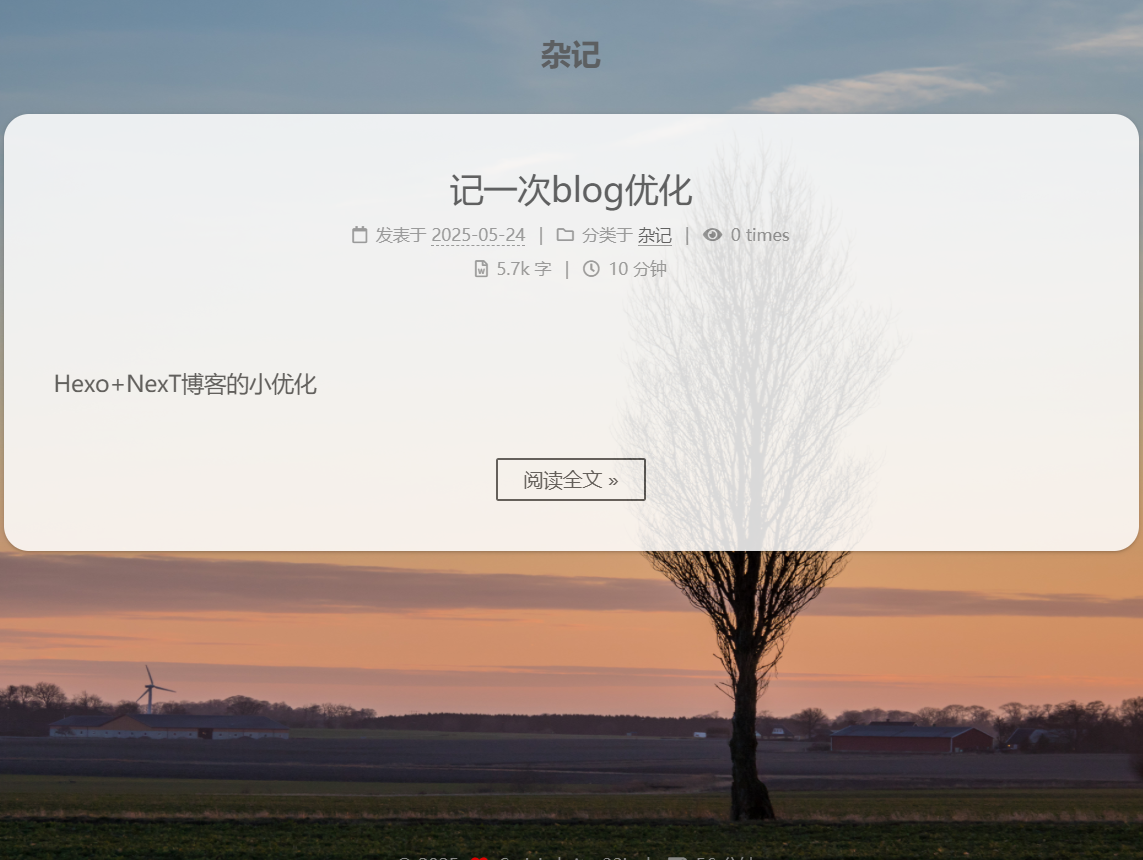 杂记
记一次blog优化
发表于 2025-05-24 | 分类于 杂记 | 0 times
5.7k 字 | 10 分钟
Hexo+NexT博客的小优化
阅读全文 »